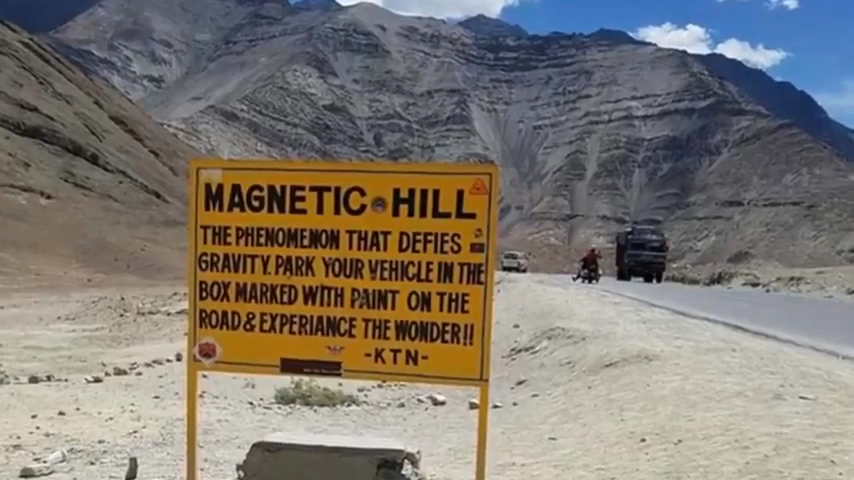 MAGNETIC HILL
THE PHENOMENON THAT DEFIES
GRAVITY. PARK YOUR VEHICLE IN THE
BOX MARKED WITH PAINT ON THE
ROAD & EXPERIANCE THE WONDER!!
-KTN-